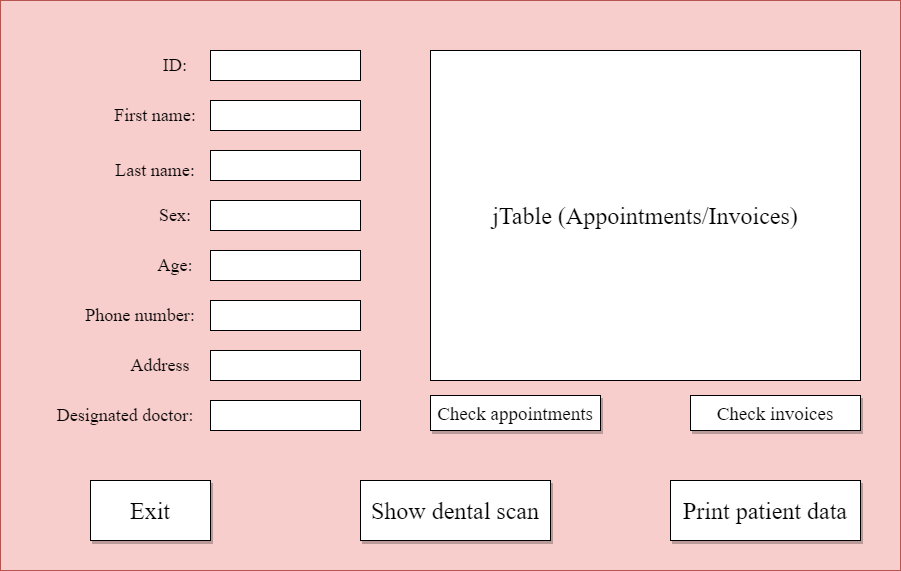 ID:
First name:
Last name:
Sex:
Age:
Phone number:
Address
Designated doctor:
jTable (Appointments/Invoices)
Check appointments
Check invoices
Exit
Show dental scan
Print patient data